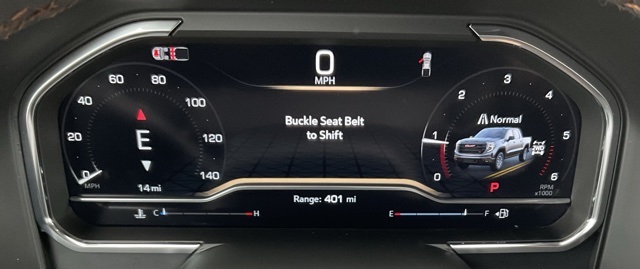 0
MPH
Buckle Seat Belt
to Shift
0
20
40
60
80
100
120
140
MPH
E
14 mi
0
1
2
3
4
5
6
Normal
2WD
P
RPM
x1000
Range: 401 mi
C H
E F